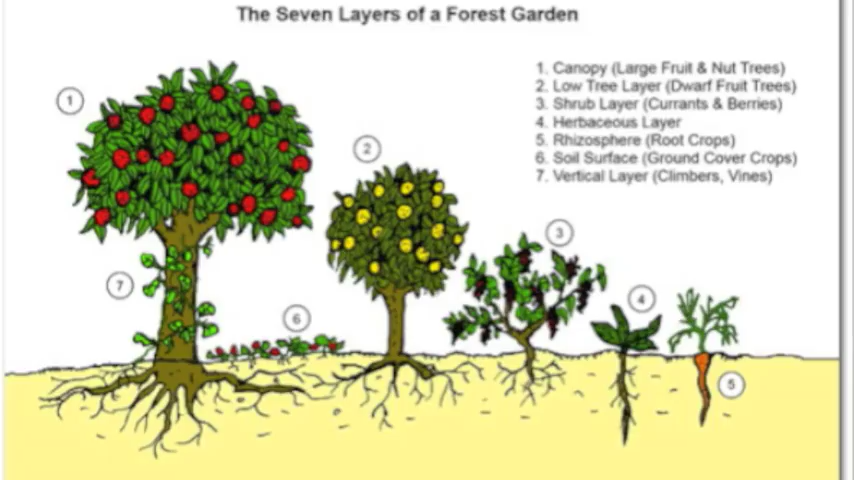 The Seven Layers of a Forest Garden
1. Canopy (Large Fruit & Nut Trees)
2. Low Tree Layer (Dwarf Fruit Trees)
3. Shrub Layer (Currants & Berries)
4. Herbaceous Layer
5. Rhizosphere (Root Crops)
6. Soil Surface (Ground Cover Crops)
7. Vertical Layer (Climbers, Vines)
1
2
3
7
4
6
5